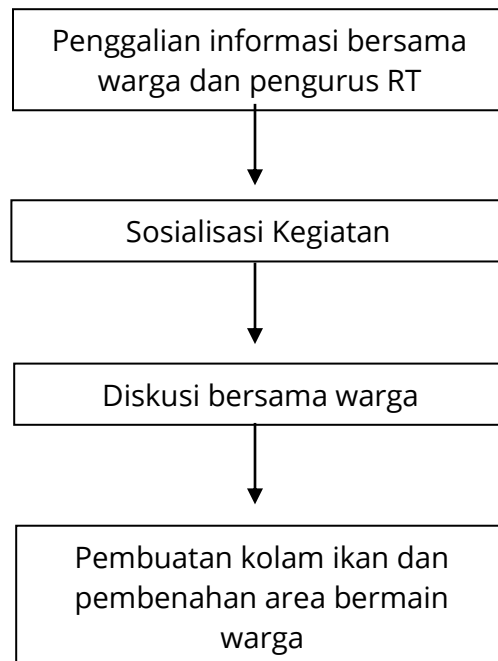 Penggalian informasi bersama
warga dan pengurus RT
Sosialisasi Kegiatan
Diskusi bersama warga
Pembuatan kolam ikan dan
pembenahan area bermain
warga